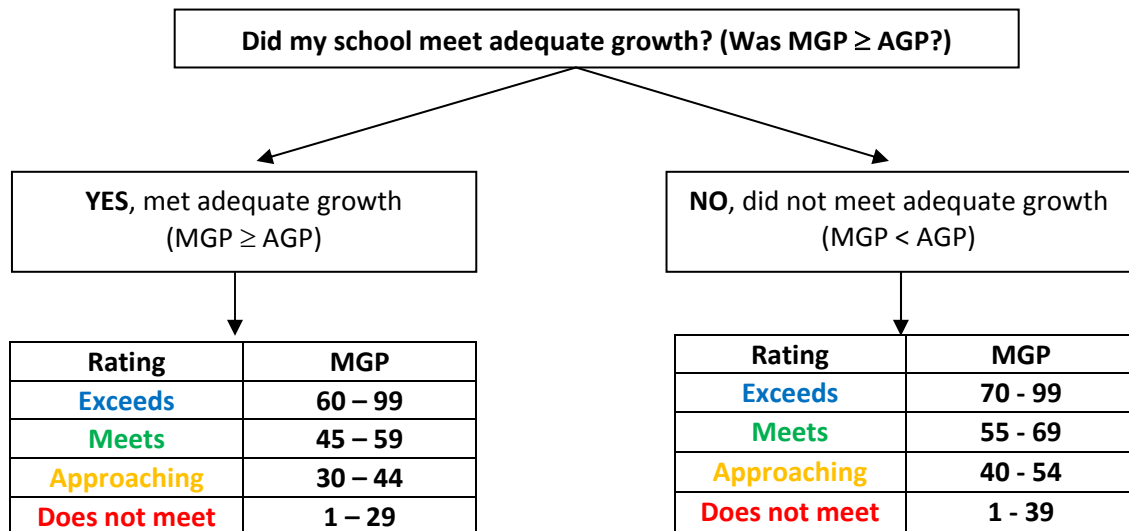 Did my school meet adequate growth? (Was MGP ≥ AGP?)
YES, met adequate growth
(MGP ≥ AGP)
NO, did not meet adequate growth
(MGP < AGP)
Rating MGP
Exceeds 60 – 99
Meets 45 – 59
Approaching 30 – 44
Does not meet 1 – 29
Rating MGP
Exceeds 70 - 99
Meets 55 - 69
Approaching 40 - 54
Does not meet 1 - 39